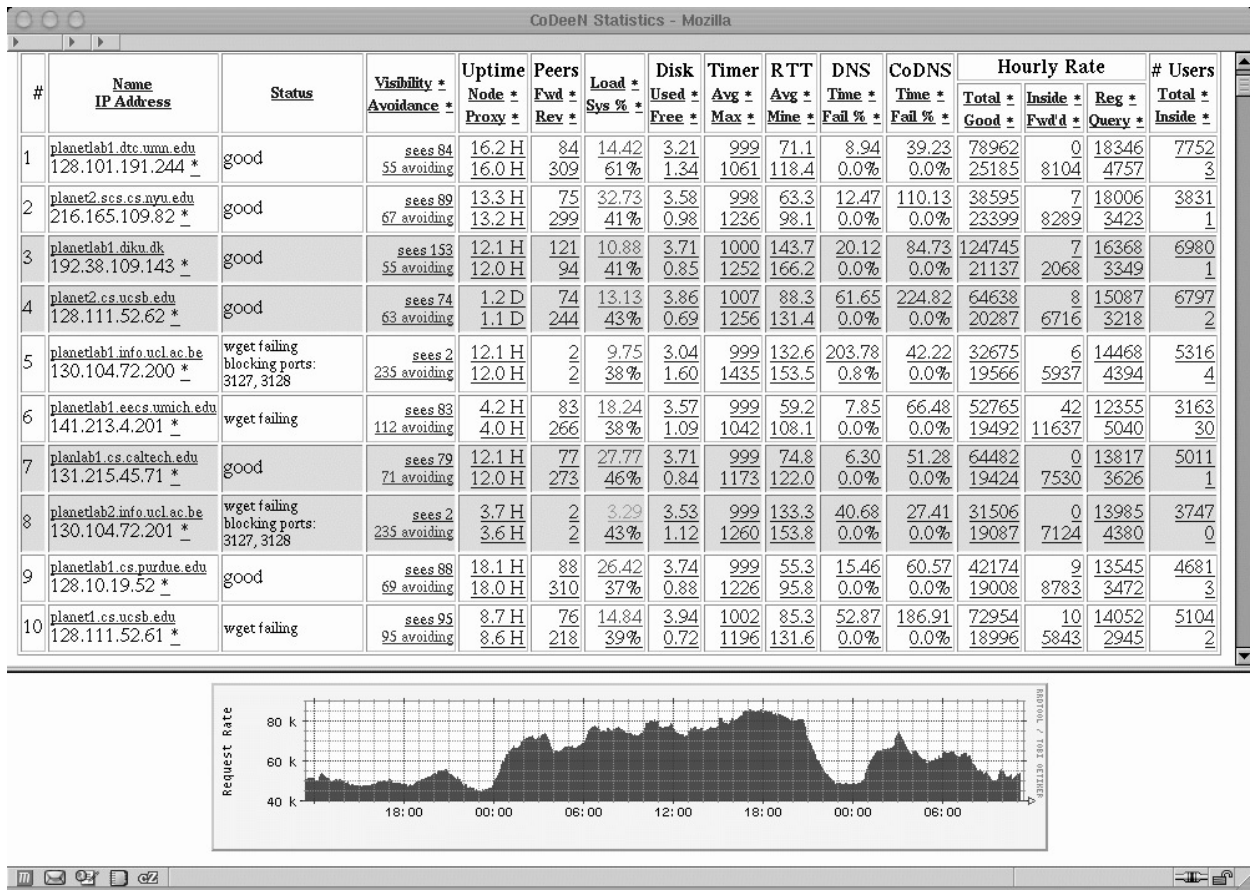 CoDeeN Statistics - Mozilla
# Name IP Address Status Visibility * Avoidance * Uptime Node * Proxy * Peers Fwd * Rev * Load * Sys % * Disk Used * Free * Timer Avg * Max * RTT Avg * Mine * DNS Time * Fail % * CoDNS Time * Fail % * Hourly Rate Total * Good * Inside * Fwd'd * Reg * Query * # Users Total * Inside *
1 planetlab1.dtc.umn.edu good sees 84 16.2 H 84 14.42 3.21 999 71.1 8.94 39.23 78962 0 18346 7752
128.101.191.244 * 55 avoiding 16.0 H 309 61% 1.34 1061 118.4 0.0% 0.0% 25185 8104 4757 3
2 planet2.scs.cs.nyu.edu good sees 89 13.3 H 75 32.73 3.58 998 63.3 12.47 110.13 38595 7 18006 3831
216.165.109.82 * 67 avoiding 13.2 H 299 41% 0.98 1236 98.1 0.0% 0.0% 23399 8289 3423 1
3 planetlab1.diku.dk good sees 153 12.1 H 121 10.88 3.71 1000 143.7 20.12 84.73 124745 7 16368 6980
192.38.109.143 * 55 avoiding 12.0 H 94 41% 0.85 1252 166.2 0.0% 0.0% 21137 2068 3349 1
4 planet2.cs.ucsb.edu good sees 74 1.2 D 74 13.13 3.86 1007 88.3 61.65 224.82 64638 8 15087 6797
128.111.52.62 * 63 avoiding 1.1 D 244 43% 0.69 1256 131.4 0.0% 0.0% 20287 6716 3218 2
5 planetlab1.info.ucl.ac.be wget failing blocking ports: 3127, 3128 sees 2 12.1 H 2 9.75 3.04 999 132.6 203.78 42.22 32675 6 14468 5316
130.104.72.200 * 235 avoiding 12.0 H 2 38% 1.60 1435 153.5 0.8% 0.0% 19566 5937 4394 4
6 planetlab1.eecs.umich.edu wget failing sees 83 4.2 H 83 18.24 3.57 999 59.2 7.85 66.48 52765 42 12355 3163
141.213.4.201 * 112 avoiding 4.0 H 266 38% 1.09 1042 108.1 0.0% 0.0% 19492 11637 5040 30
7 planlab1.cs.caltech.edu good sees 79 12.1 H 77 27.77 3.71 999 74.8 6.30 51.28 64482 0 13817 5011
131.215.45.71 * 71 avoiding 12.0 H 273 46% 0.84 1173 122.0 0.0% 0.0% 19424 7530 3626 1
8 planetlab2.info.ucl.ac.be wget failing blocking ports: 3127, 3128 sees 2 3.7 H 2 3.29 3.53 999 133.3 40.68 27.41 31506 0 13985 3747
130.104.72.201 * 235 avoiding 3.6 H 2 43% 1.12 1260 153.8 0.0% 0.0% 19087 7124 4380 0
9 planetlab1.cs.purdue.edu good sees 88 18.1 H 88 26.42 3.74 999 55.3 15.46 60.57 42174 9 13545 4681
128.10.19.52 * 69 avoiding 18.0 H 310 37% 0.88 1226 95.8 0.0% 0.0% 19008 8783 3472 3
10 planet1.cs.ucsb.edu wget failing sees 95 8.7 H 76 14.84 3.94 1002 85.3 52.87 186.91 72954 10 14052 5104
128.111.52.61 * 95 avoiding 8.6 H 218 39% 0.72 1196 131.6 0.0% 0.0% 18996 5843 2945 2
Request Rate
80 k
60 k
40 k
18:00 00:00 06:00 12:00 18:00 00:00 06:00
RRDTOOL / TOBI OETIKER